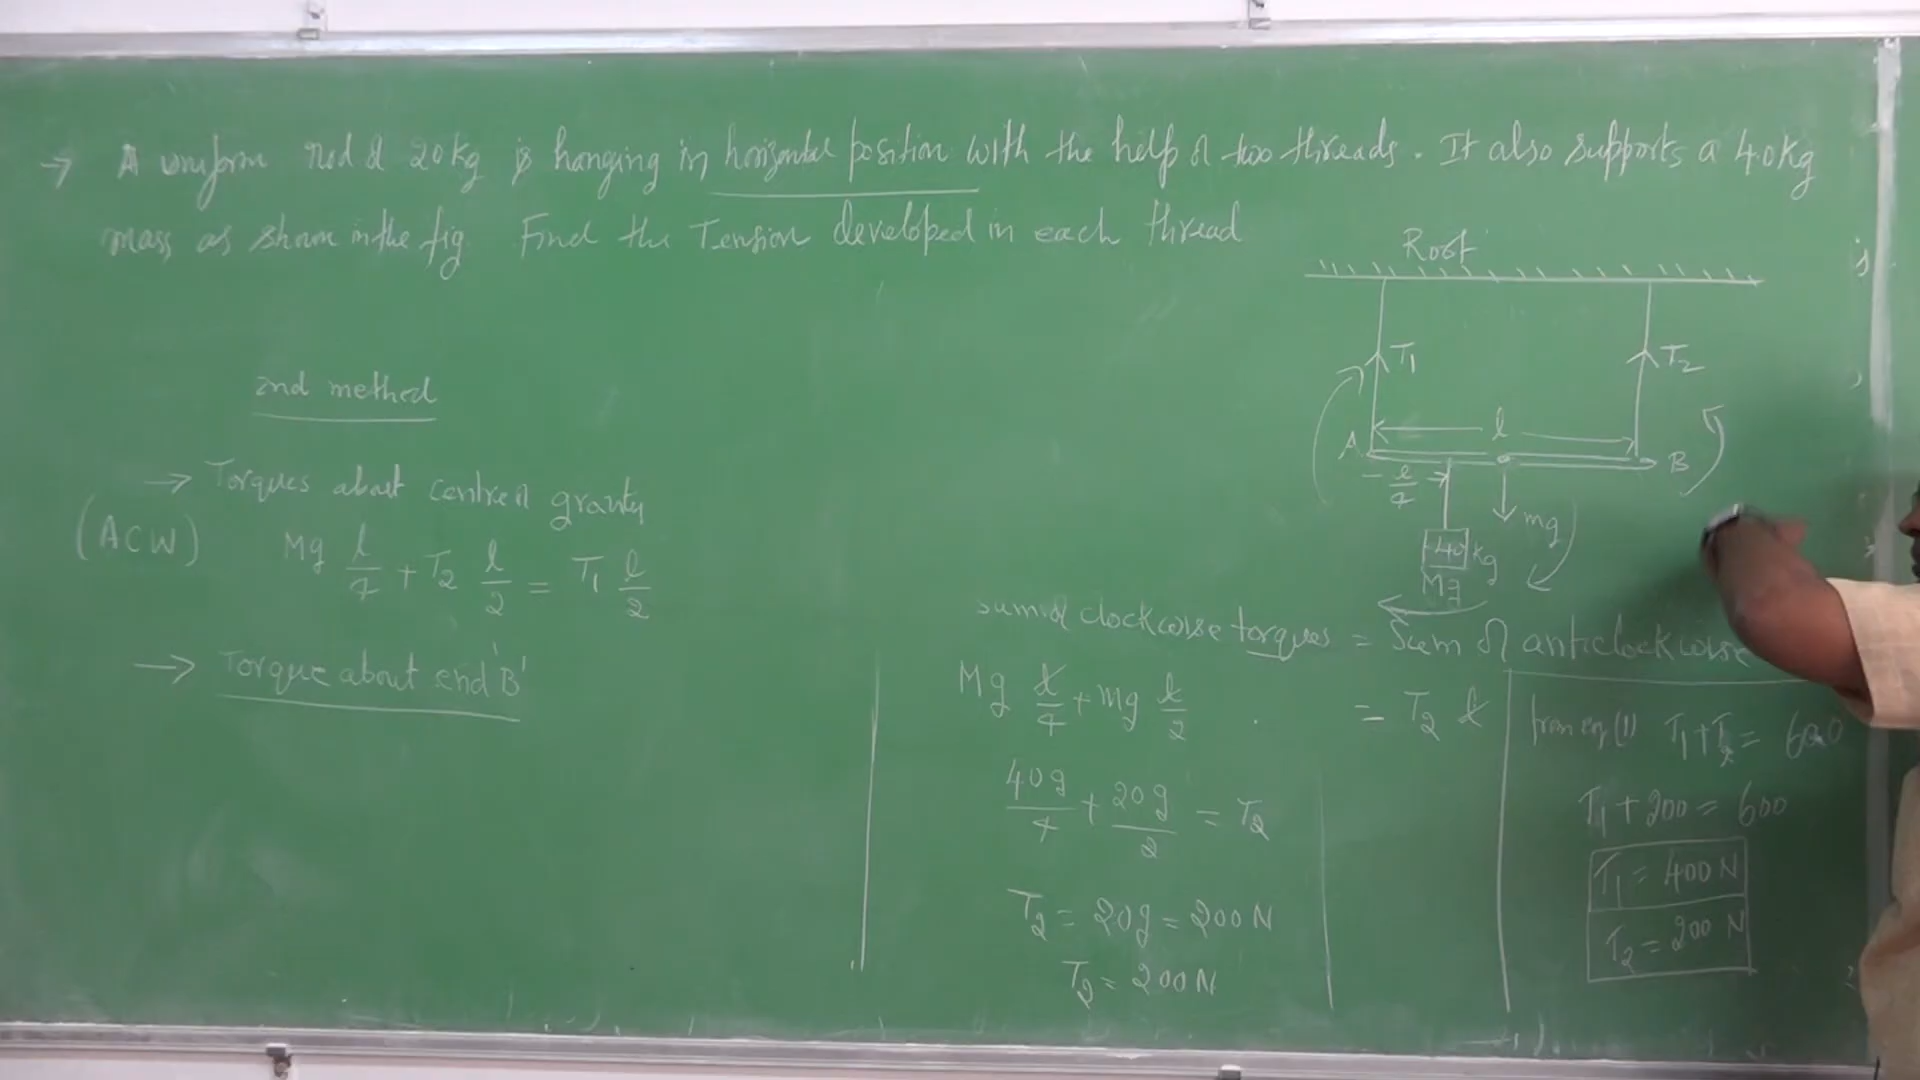 → A uniform rod of 20kg is hanging in horizontal position with the help of two threads. It also supports a 40kg
mass as shown in the fig Find the Tension developed in each thread
Roof
T₁ T₂
A l B
l/4
mg
40 kg
Mg
2nd method
→ Torques about centre of gravity
(ACW) Mg l/4 + T₂ l/2 = T₁ l/2
→ Torque about end 'B'
sum of clockwise torques = Sum of anticlockwise
Mg l/4 + mg l/2 = T₂ l
40g/4 + 20g/2 = T₂
T₂ = 20g = 200 N
T₂ = 200N
from eq (1) T₁+T₂ = 600
T₁ + 200 = 600
T₁ = 400 N
T₂ = 200 N